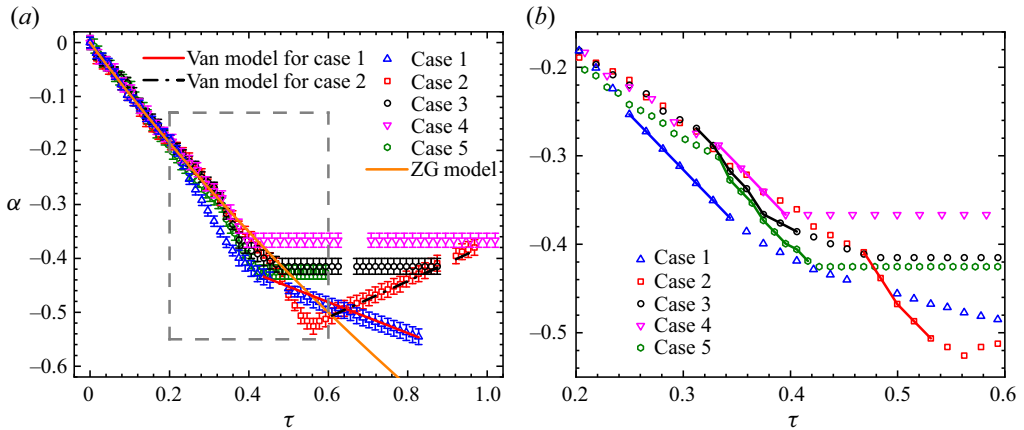 (a)
(b)
Van model for case 1
Van model for case 2
Case 1
Case 2
Case 3
Case 4
Case 5
ZG model
0
−0.1
−0.2
−0.3
−0.4
−0.5
−0.6
α
0
0.2
0.4
0.6
0.8
1.0
τ
−0.2
−0.3
−0.4
−0.5
Case 1
Case 2
Case 3
Case 4
Case 5
0.2
0.3
0.4
0.5
0.6
τ